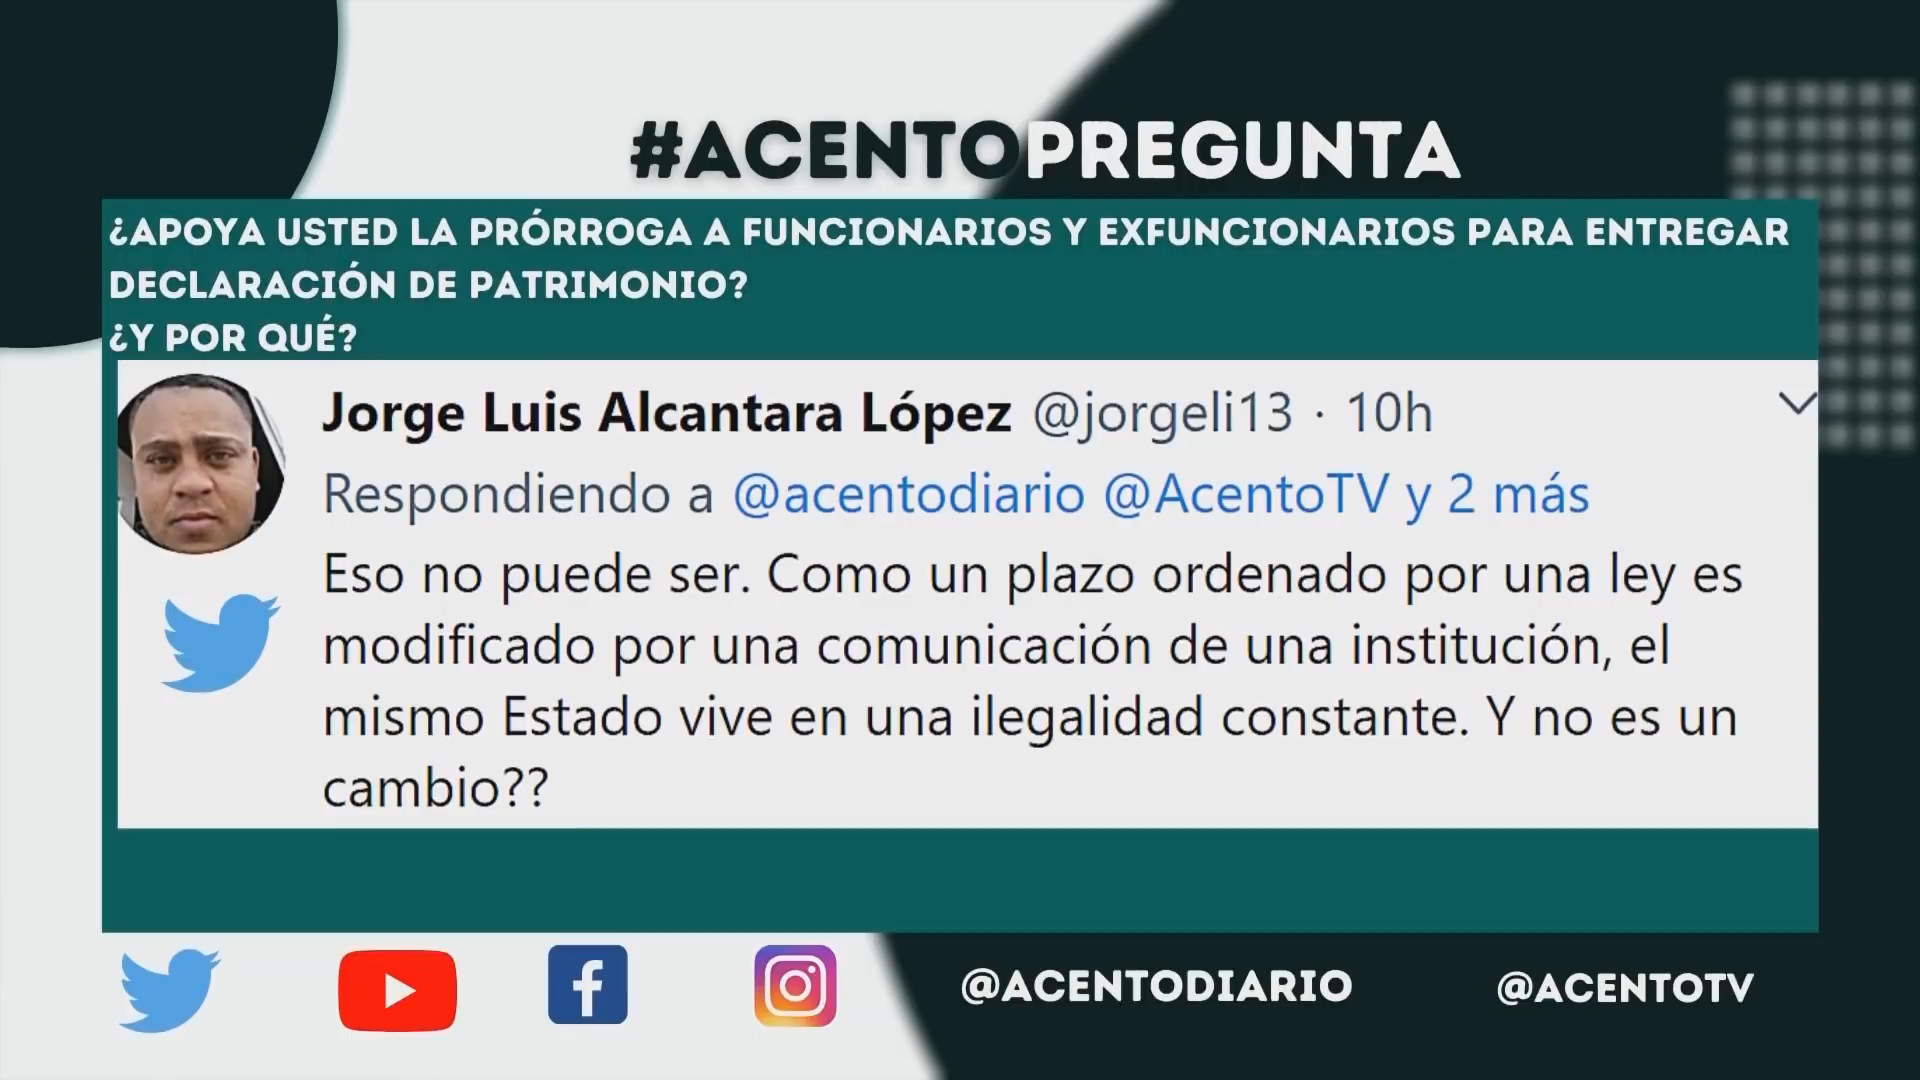 #ACENTOPREGUNTA
¿APOYA USTED LA PRÓRROGA A FUNCIONARIOS Y EXFUNCIONARIOS PARA ENTREGAR
DECLARACIÓN DE PATRIMONIO?
¿Y POR QUÉ?
Jorge Luis Alcantara López @jorgeli13 · 10h
Respondiendo a @acentodiario @AcentoTV y 2 más
Eso no puede ser. Como un plazo ordenado por una ley es
modificado por una comunicación de una institución, el
mismo Estado vive en una ilegalidad constante. Y no es un
cambio??
@ACENTODIARIO @ACENTOTV